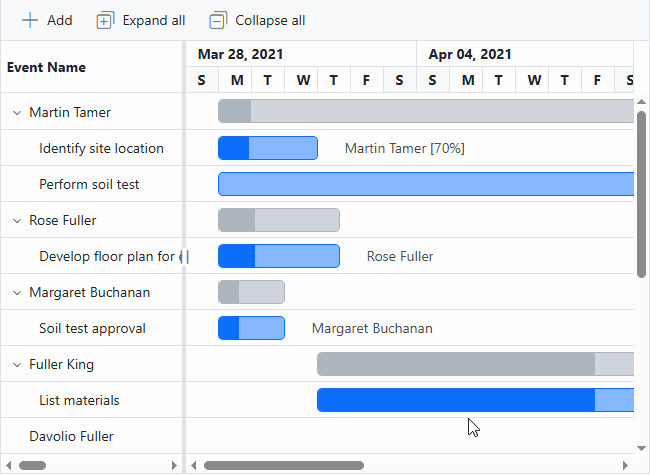 Add Expand all Collapse all
Event Name
Mar 28, 2021 Apr 04, 2021
S M T W T F S S M T W T F S
Martin Tamer
Identify site location Martin Tamer [70%]
Perform soil test
Rose Fuller
Develop floor plan for Rose Fuller
Margaret Buchanan
Soil test approval Margaret Buchanan
Fuller King
List materials
Davolio Fuller